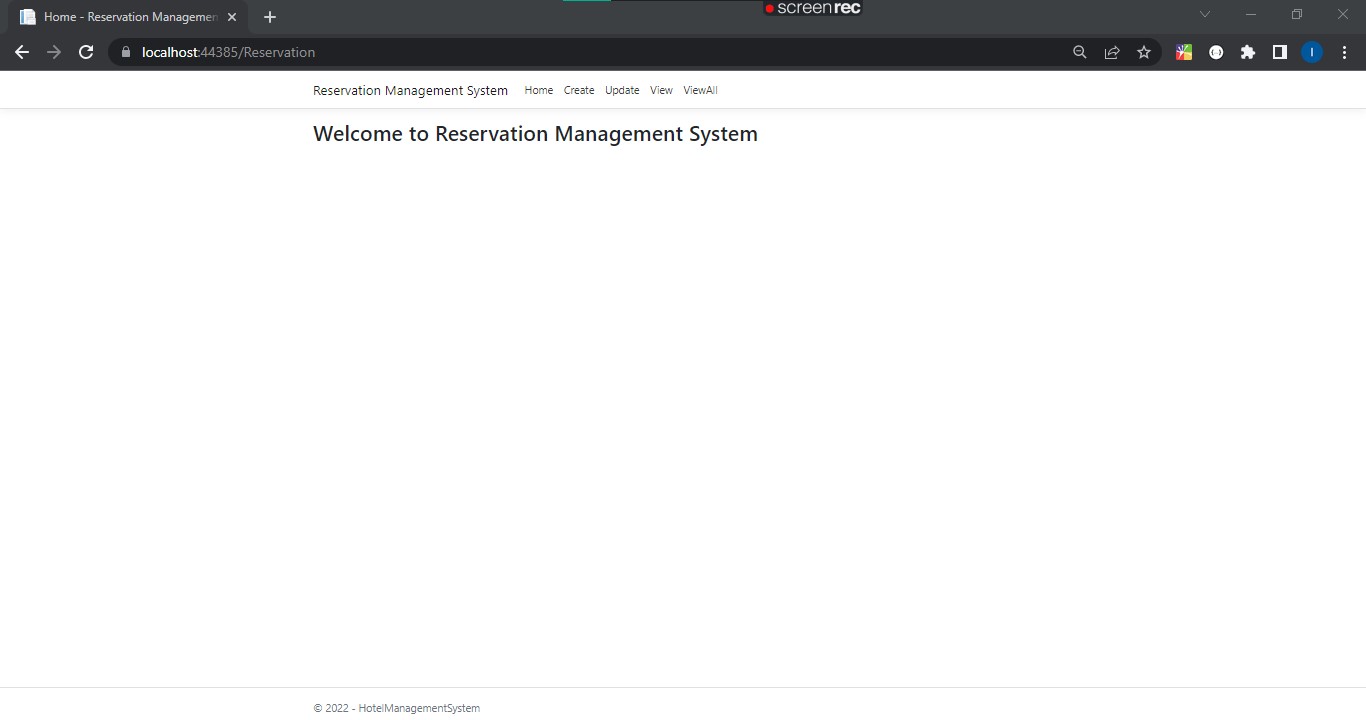 Home - Reservation Managemen
screenrec
localhost:44385/Reservation
I
Reservation Management System Home Create Update View ViewAll
Welcome to Reservation Management System
© 2022 - HotelManagementSystem